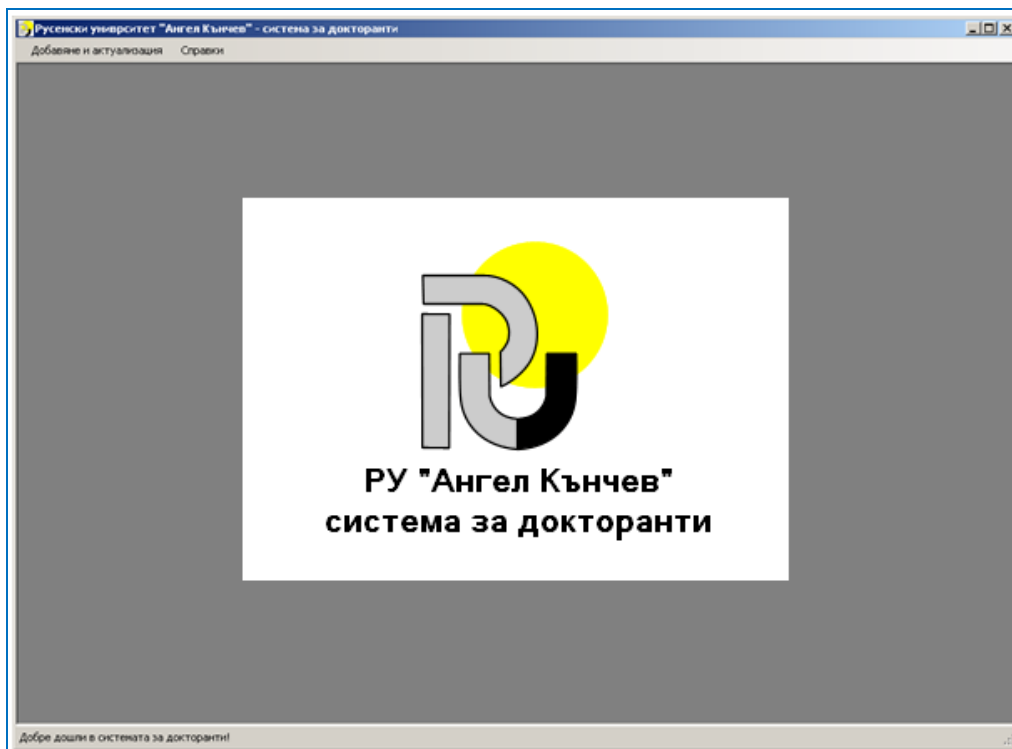 Русенски униврситет "Ангел Кънчев" - система за докторанти
Добавяне и актуализация Справки
РУ "Ангел Кънчев"
система за докторанти
Добре дошли в системата за докторанти!